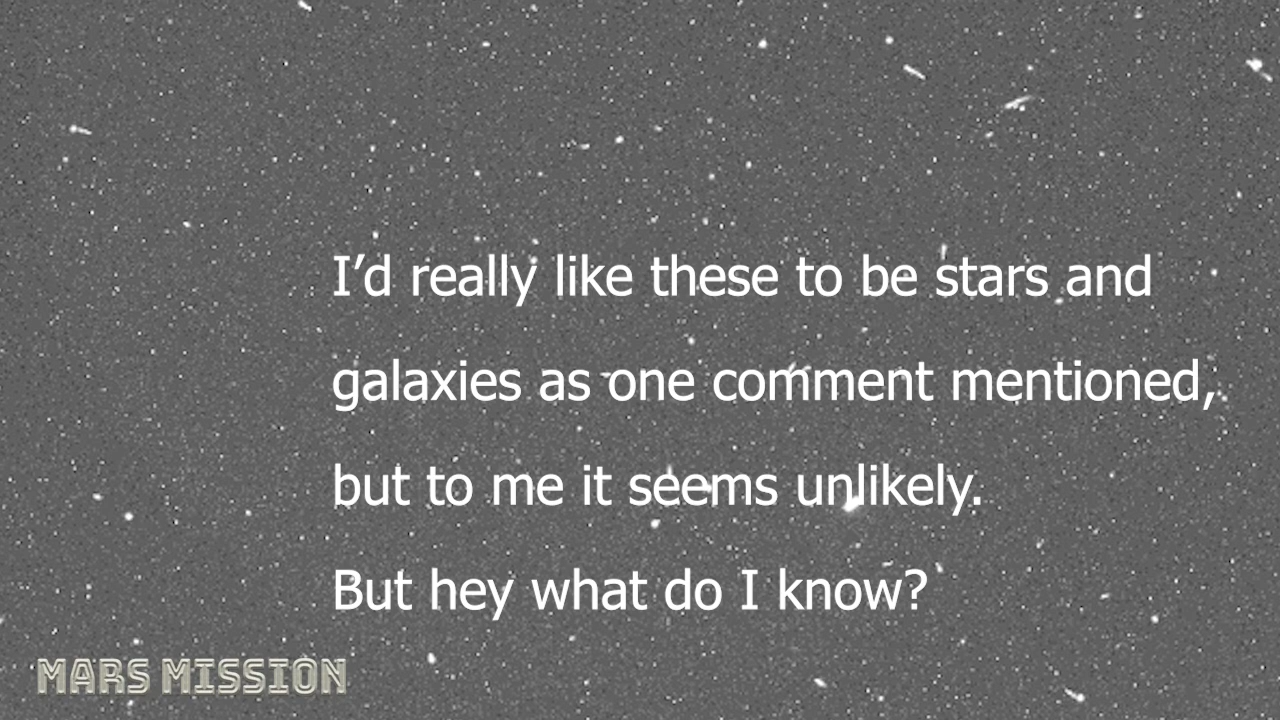 I’d really like these to be stars and
galaxies as one comment mentioned,
but to me it seems unlikely.
But hey what do I know?
MARS MISSION